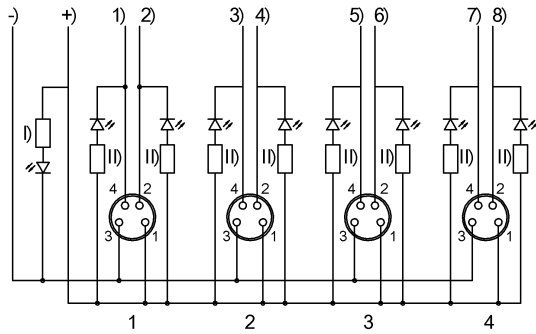 -) +) 1) 2) 3) 4) 5) 6) 7) 8)
I) II) II) II) II) II) II) II) II)
4 2 4 2 4 2 4 2
3 1 3 1 3 1 3 1
1 2 3 4